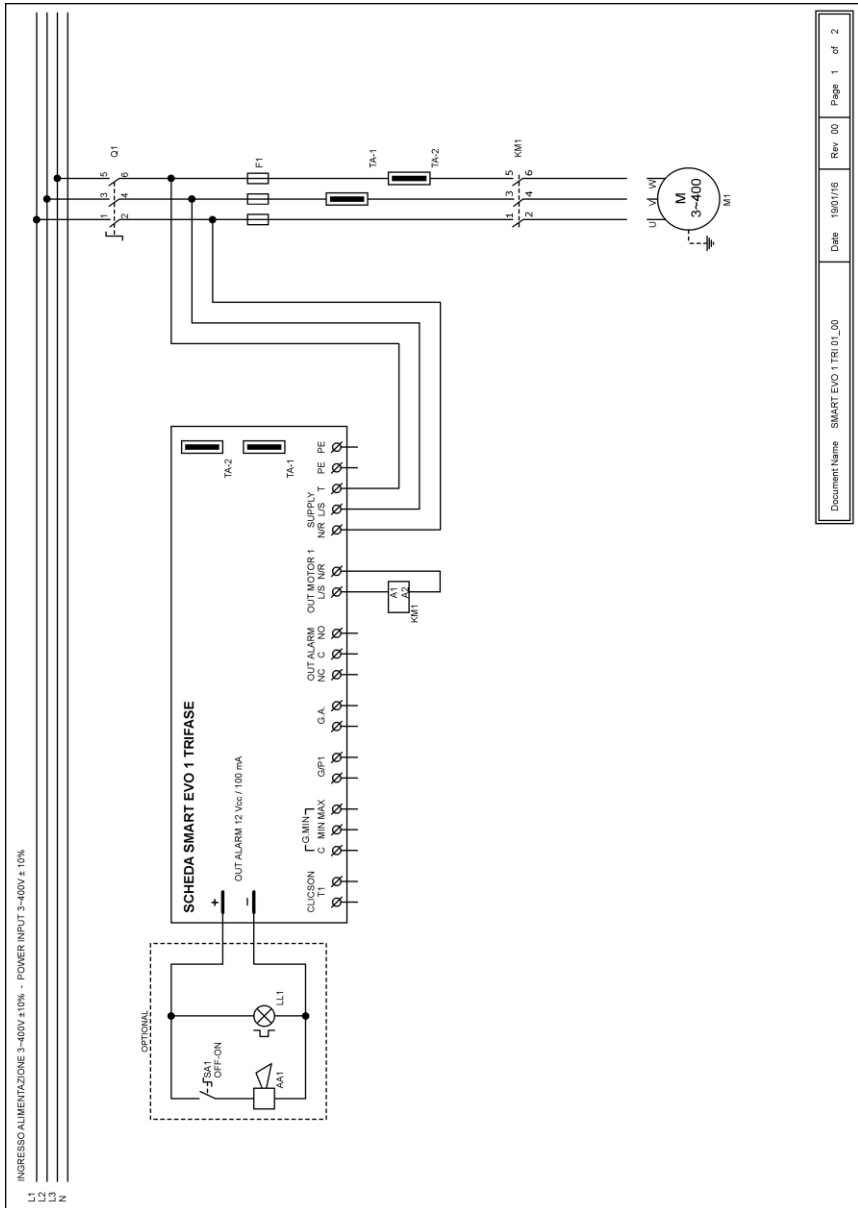 INGRESSO ALIMENTAZIONE 3~400V ±10% - POWER INPUT 3~400V ± 10%
L1
L2
L3
N
Q1
1 3 5
2 4 6
F1
TA-1
TA-2
KM1
1 3 5
2 4 6
U V W
M
3~400
M1
OPTIONAL
SA1
OFF-ON
AA1
LL1
SCHEDA SMART EVO 1 TRIFASE
+
OUT ALARM 12 Vcc / 100 mA
−
TA-2
TA-1
CLICSON
T1
G.MIN
C MIN MAX
G/P1
G.A.
OUT ALARM
NC C NO
OUT MOTOR 1
L/S N/R
SUPPLY
N/R L/S T PE PE
A1
A2
KM1
Document Name SMART EVO 1 TRI 01_00 Date 19/01/16 Rev 00 Page 1 of 2